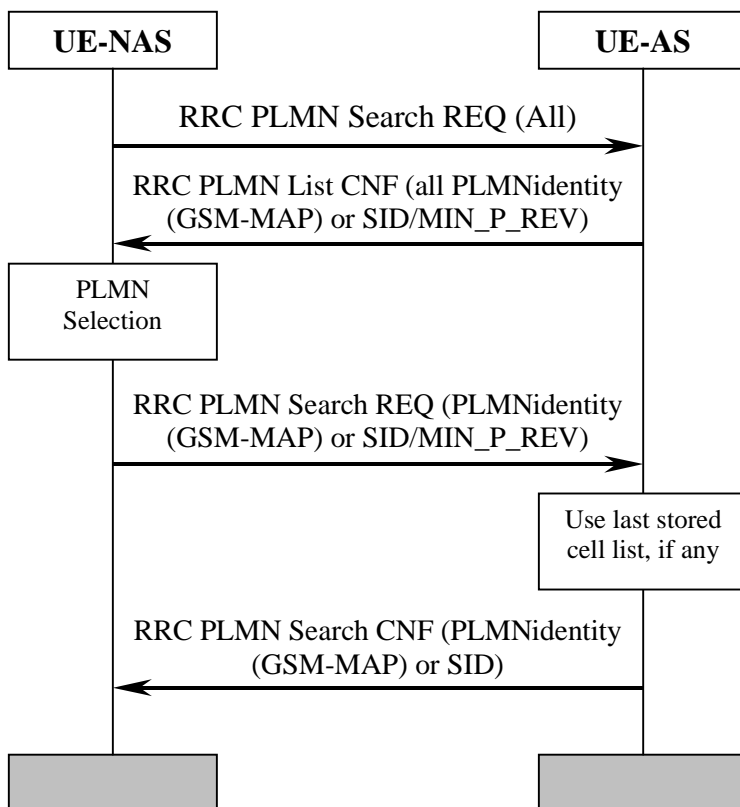 UE-NAS
UE-AS
RRC PLMN Search REQ (All)
RRC PLMN List CNF (all PLMNidentity
(GSM-MAP) or SID/MIN_P_REV)
PLMN
Selection
RRC PLMN Search REQ (PLMNidentity
(GSM-MAP) or SID/MIN_P_REV)
Use last stored
cell list, if any
RRC PLMN Search CNF (PLMNidentity
(GSM-MAP) or SID)